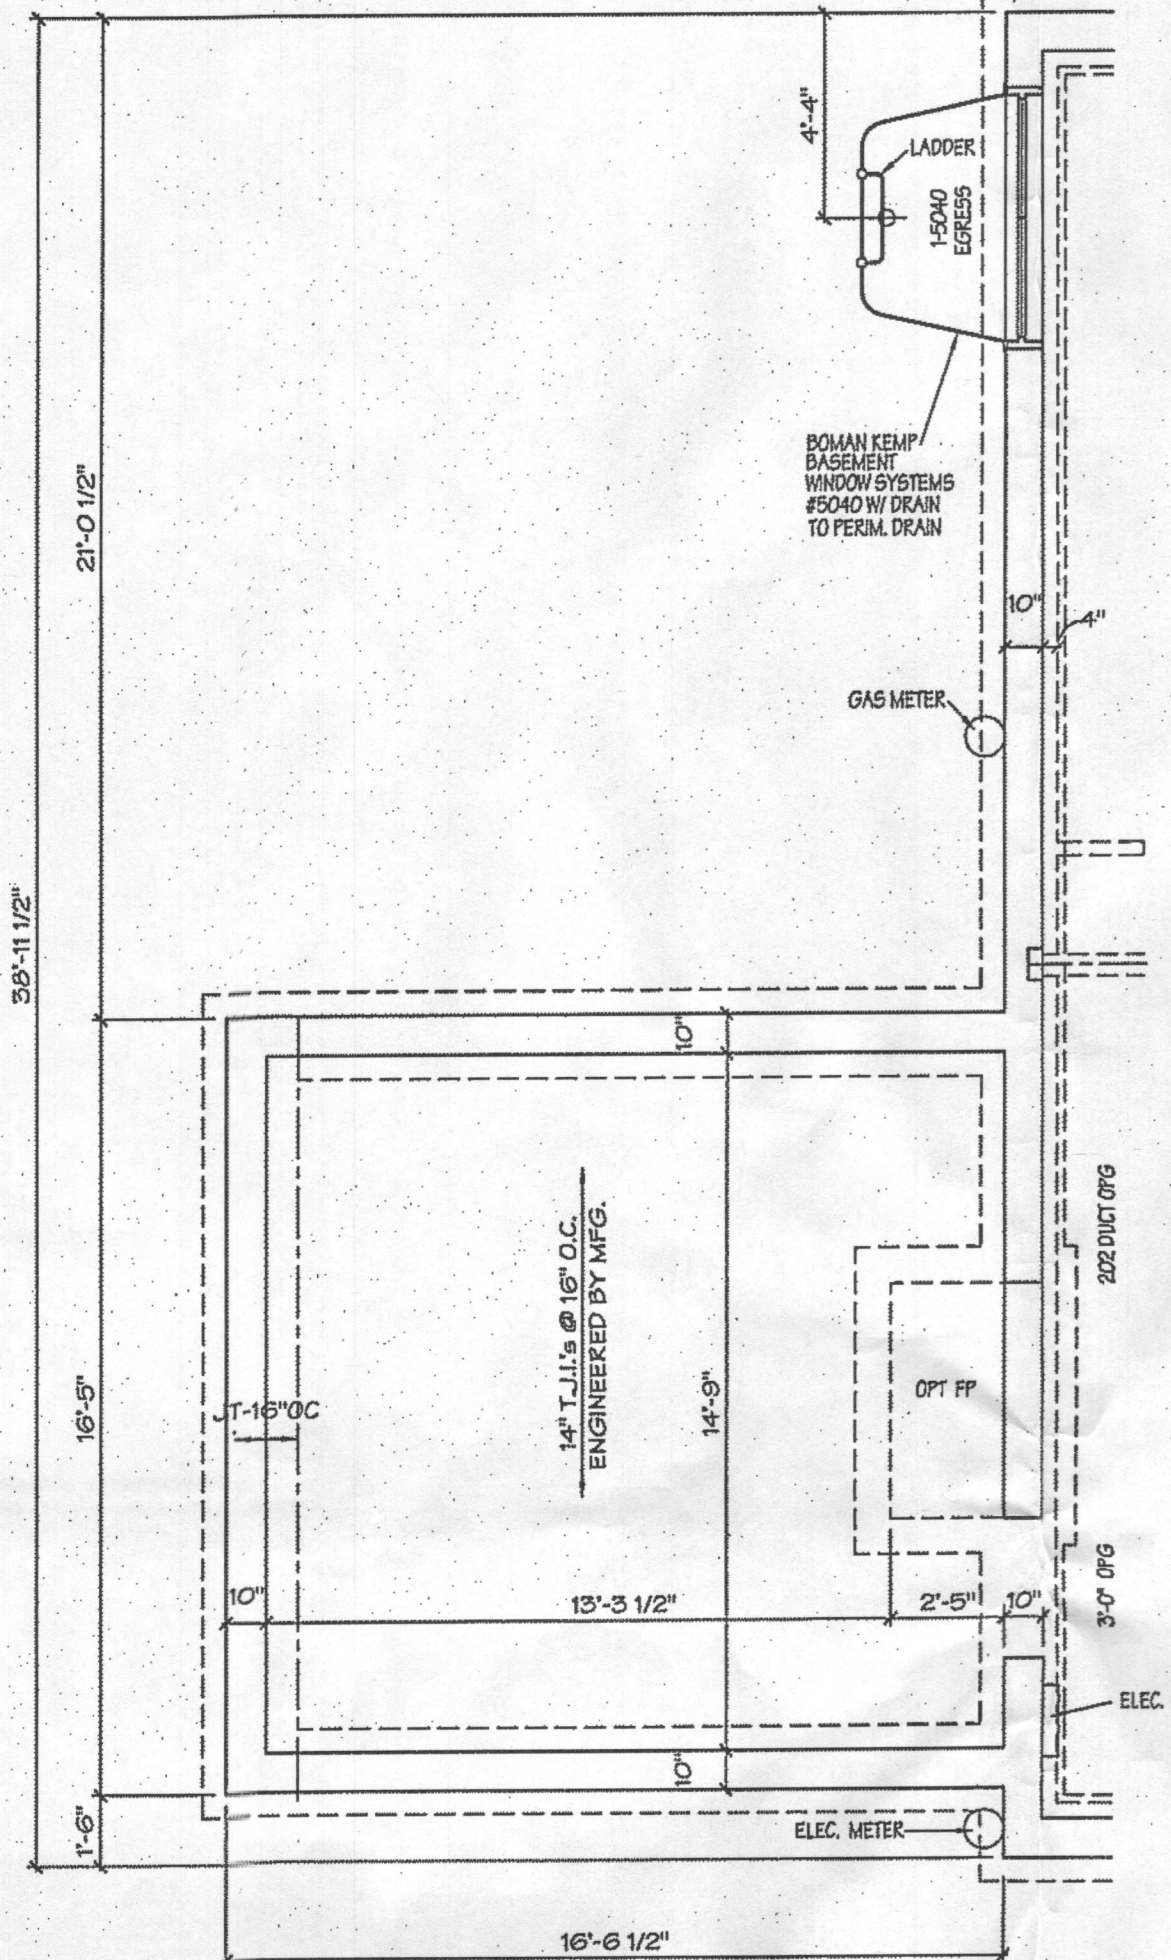 4'-4"
LADDER
1-5040
EGRESS
BOMAN KEMP
BASEMENT
WINDOW SYSTEMS
#5040 W/ DRAIN
TO PERIM. DRAIN
21'-0 1/2"
10"
4"
GAS METER
38'-11 1/2"
10"
14" T.J.I.'s @ 16" O.C.
ENGINEERED BY MFG.
202 DUCT OPG
16'-5"
JT-16"OC
14'-9"
OPT FP
10"
13'-3 1/2"
2'-5"
10"
3'-0" OPG
ELEC.
10"
1'-6"
ELEC. METER
16'-6 1/2"